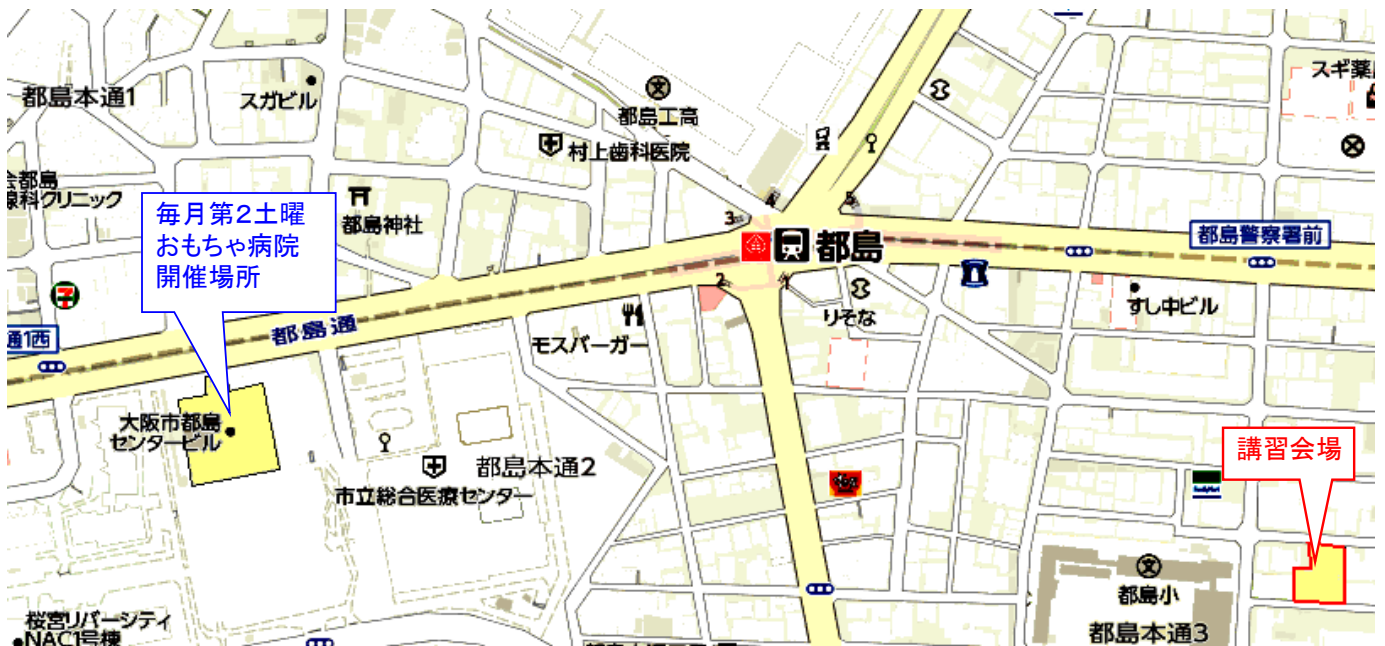 スギ薬
都島本通1
スガビル
都島工高
村上歯科医院
会都島
線科クリニック
毎月第2土曜
おもちゃ病院
開催場所
都島神社
4
5
3
都島
都島警察署前
2
1
りそな
すし中ビル
7
通1西
都島通
モスバーガー
大阪市都島
センタービル
都島本通2
市立総合医療センター
講習会場
FamilyMart
都島小
都島本通3
桜宮リバーシティ
NAC1号棟